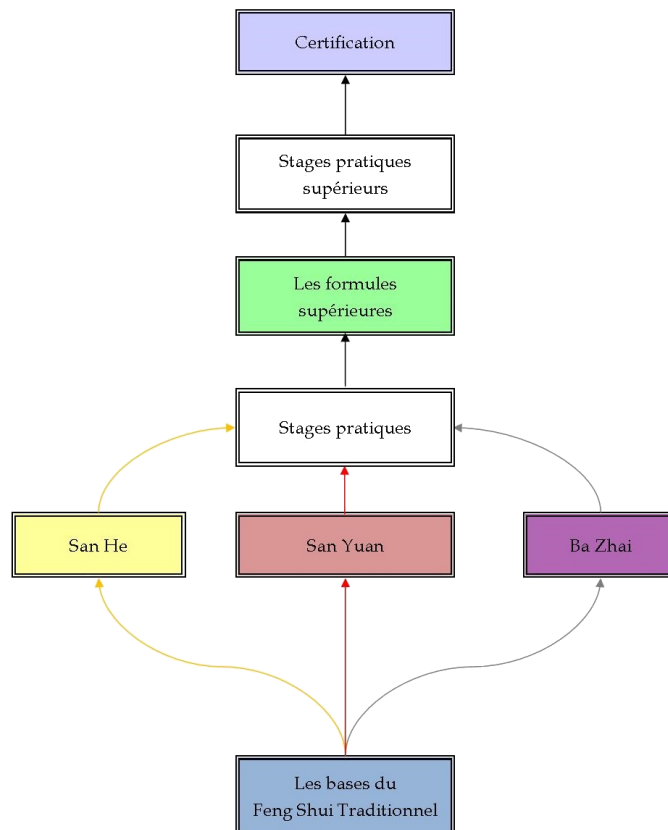 Certification
Stages pratiques
supérieurs
Les formules
supérieures
Stages pratiques
San He
San Yuan
Ba Zhai
Les bases du
Feng Shui Traditionnel